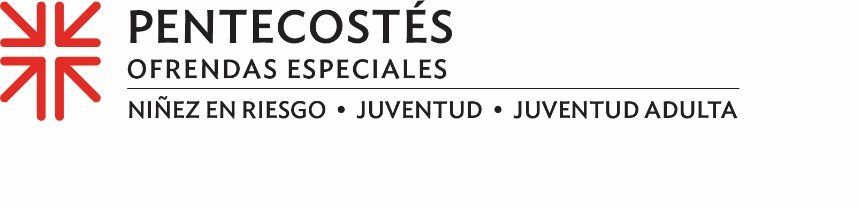 PENTECOSTÉS
OFRENDAS ESPECIALES
NIÑEZ EN RIESGO • JUVENTUD • JUVENTUD ADULTA